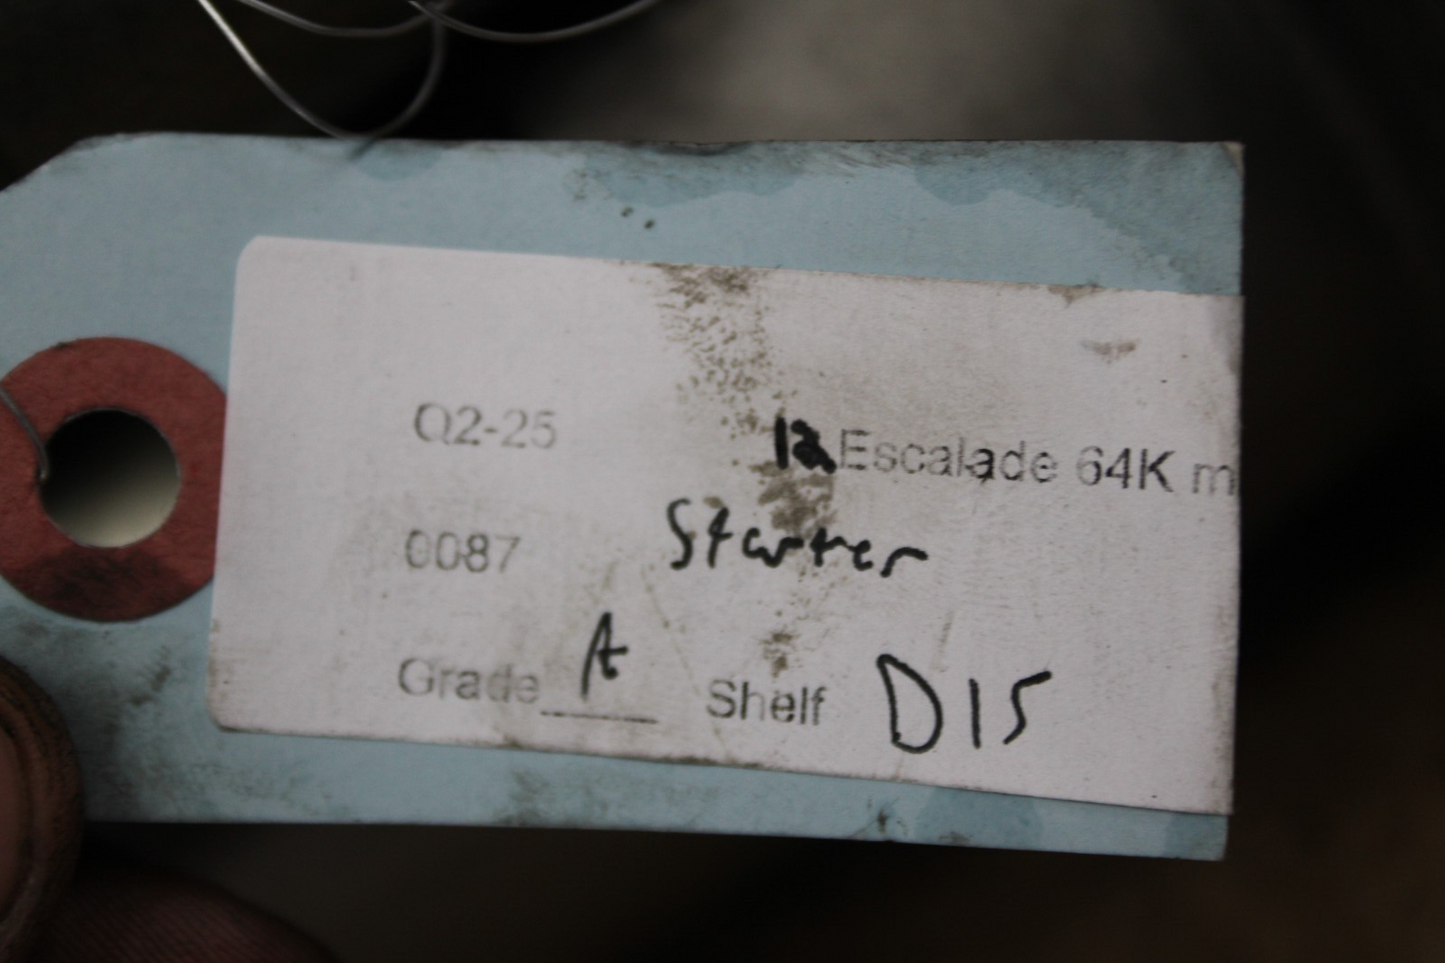 Q2-25 12 Escalade 64K m
0087 Starter
Grade A Shelf D15